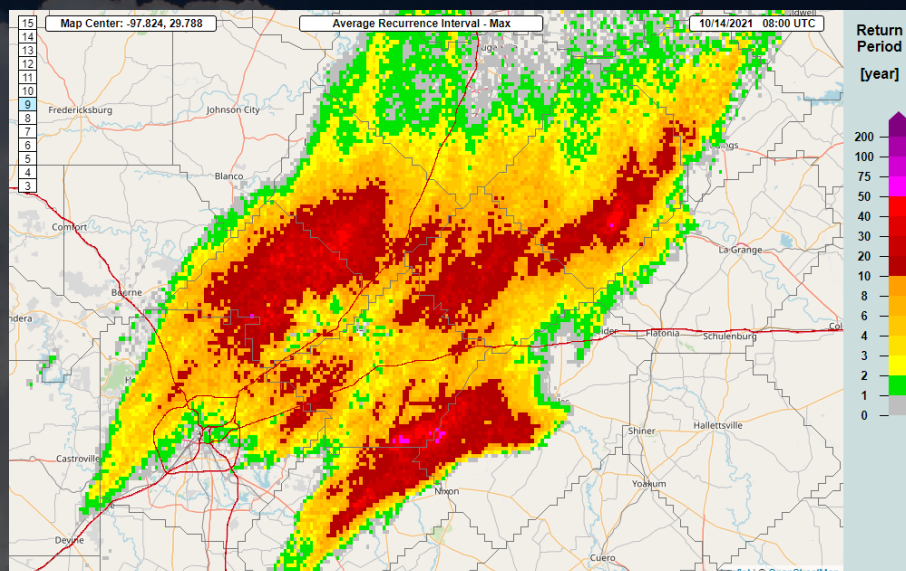 Map Center: -97.824, 29.788
Average Recurrence Interval - Max
10/14/2021 08:00 UTC
Return
Period
[year]
15
14
13
12
11
10
9
8
7
6
5
4
3
200
100
75
50
40
30
20
10
8
6
4
3
2
1
0
Fredericksburg
Johnson City
Blanco
Comfort
Boerne
ndera
H
La Grange
ider
Flatonia
Schulenburg
Col
Castroville
Shiner
Hallettsville
Nixon
Yoakum
Devine
Cuero